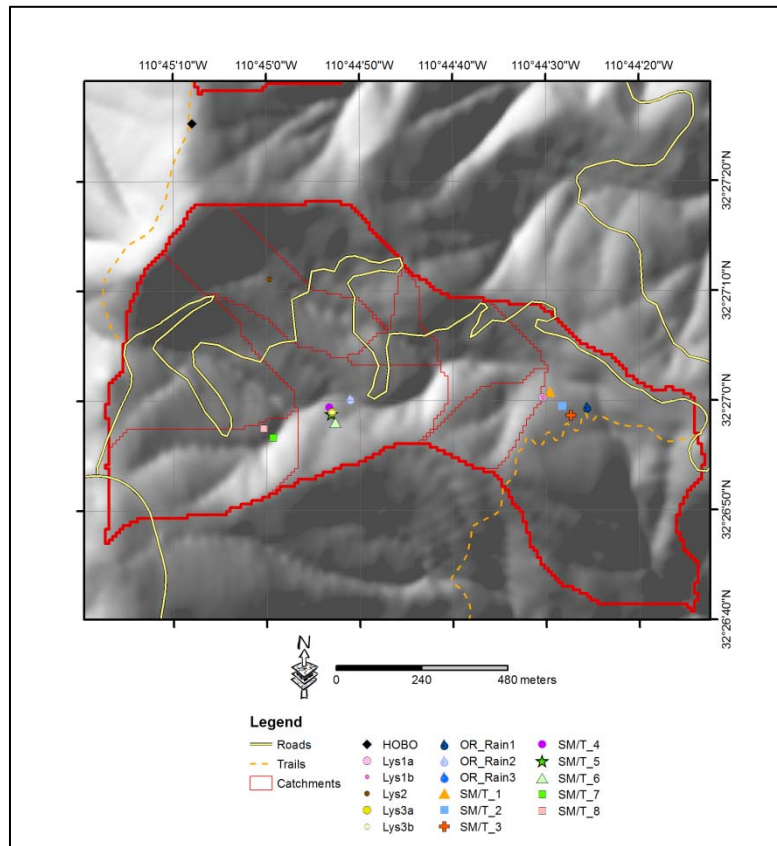 110°45'10"W 110°45'0"W 110°44'50"W 110°44'40"W 110°44'30"W 110°44'20"W
32°27'20"N
32°27'10"N
32°27'0"N
32°26'50"N
32°26'40"N
N
0 240 480 meters
Legend
Roads
Trails
Catchments
HOBO
Lys1a
Lys1b
Lys2
Lys3a
Lys3b
OR_Rain1
OR_Rain2
OR_Rain3
SM/T_1
SM/T_2
SM/T_3
SM/T_4
SM/T_5
SM/T_6
SM/T_7
SM/T_8